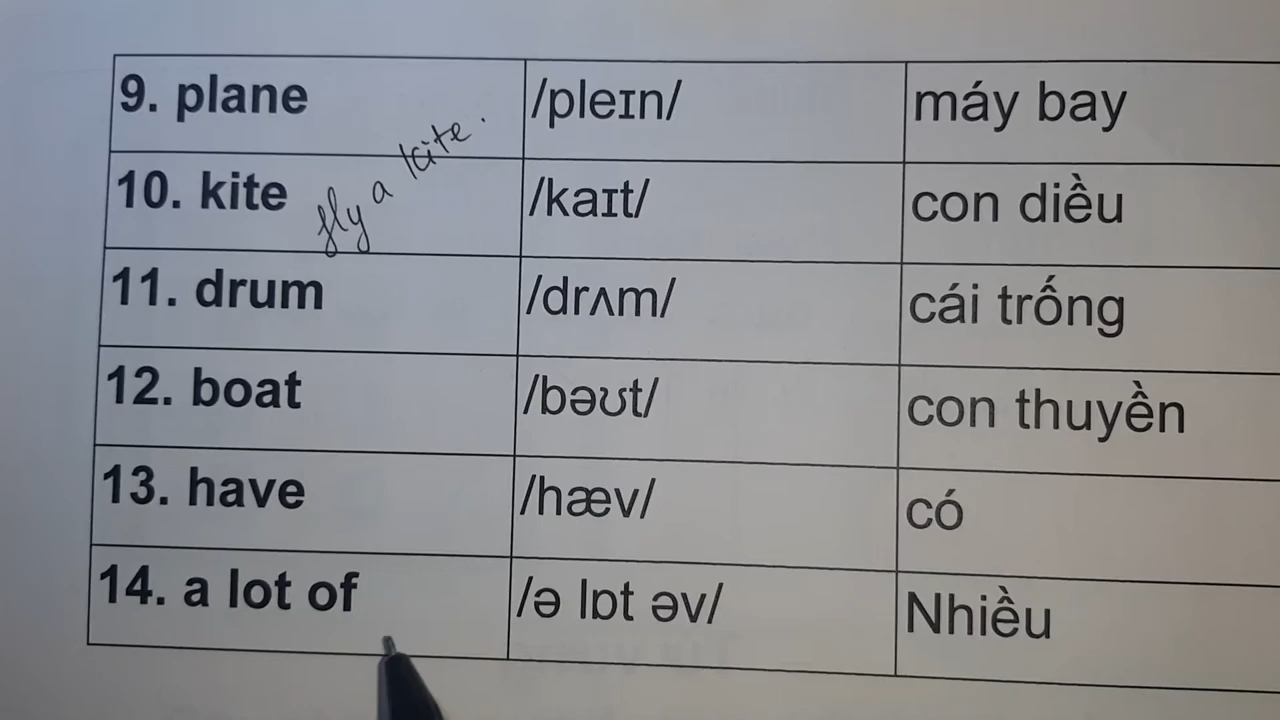 9. plane /pleɪn/ máy bay
10. kite fly a kite. /kaɪt/ con diều
11. drum /drʌm/ cái trống
12. boat /bəʊt/ con thuyền
13. have /hæv/ có
14. a lot of /ə lɒt əv/ Nhiều